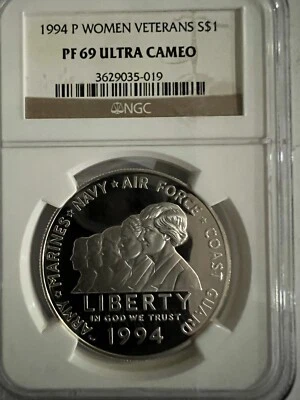 1994 P WOMEN VETERANS S$1
PF 69 ULTRA CAMEO
3629035-019
NGC
ARMY ★ MARINES ★ NAVY ★ AIR FORCE ★ COAST GUARD
LIBERTY
IN GOD WE TRUST
1994